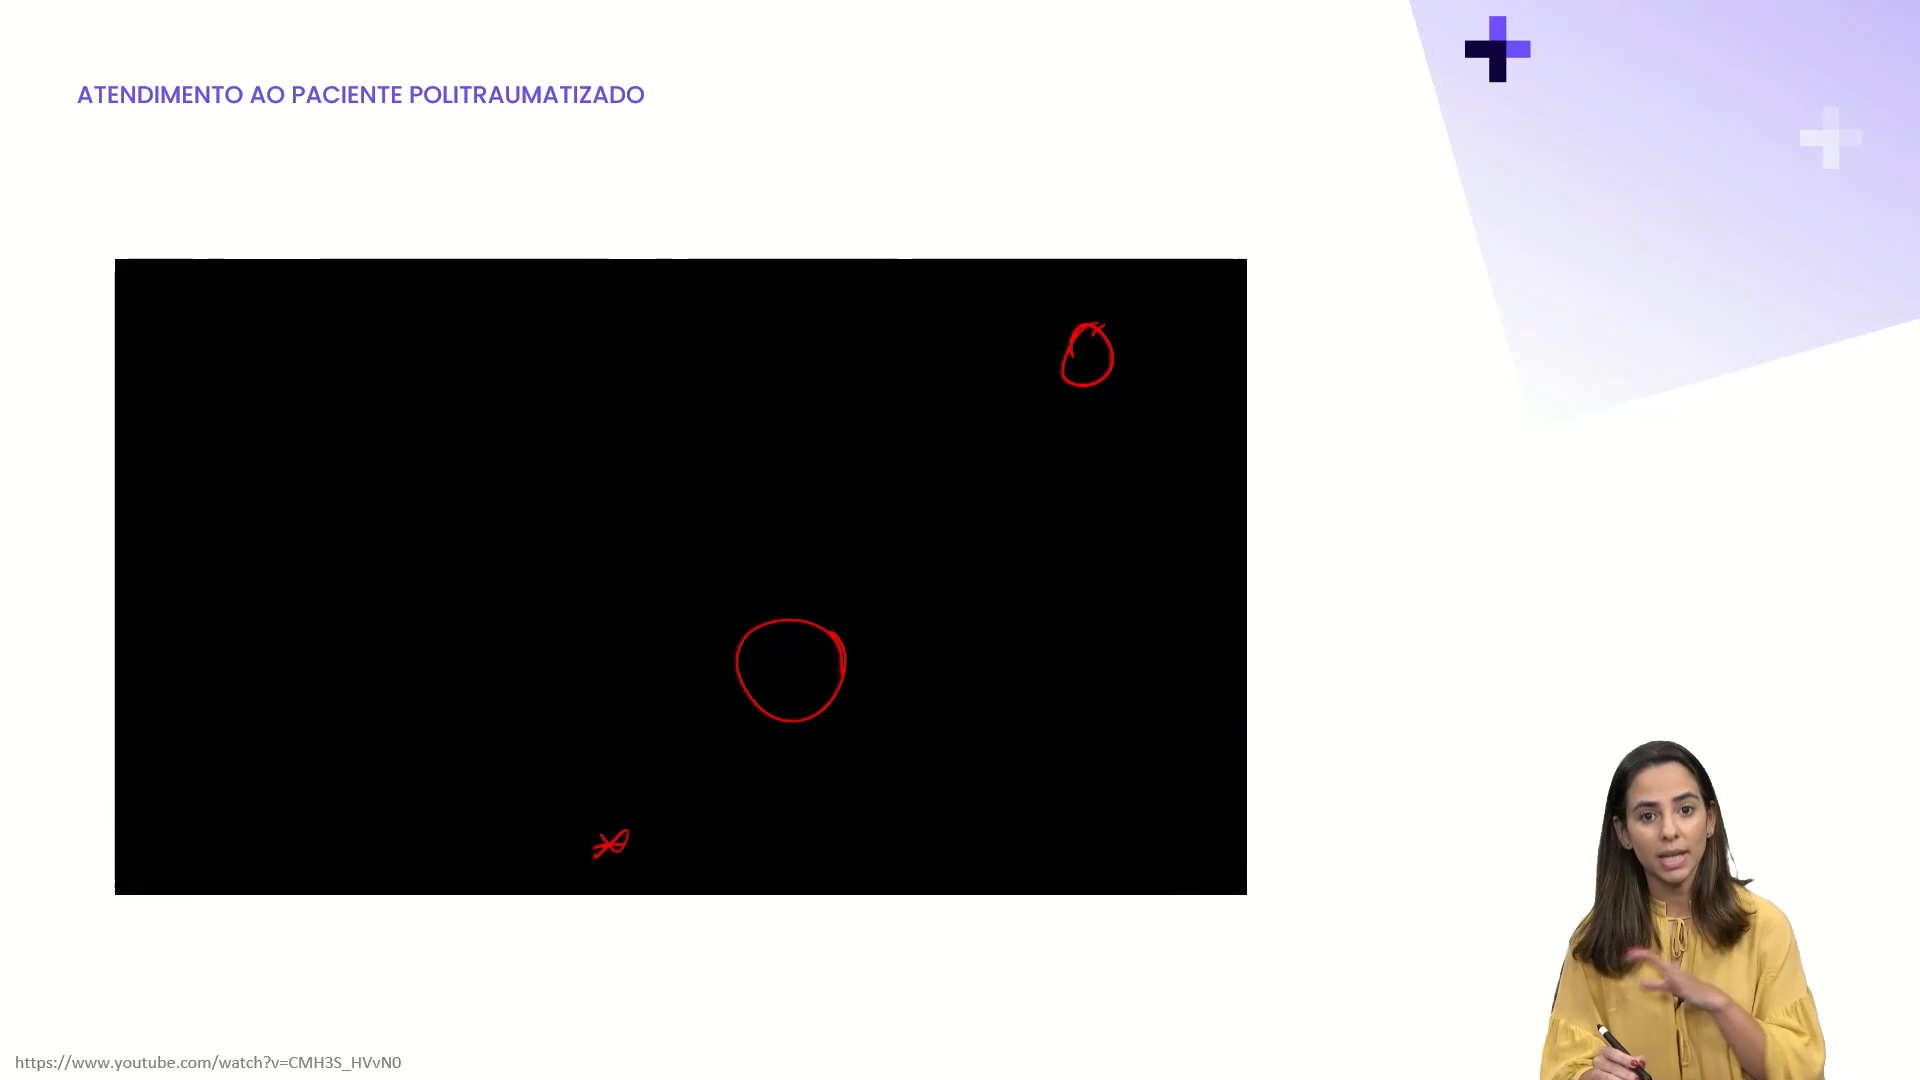 ATENDIMENTO AO PACIENTE POLITRAUMATIZADO
https://www.youtube.com/watch?v=CMH3S_HVvN0